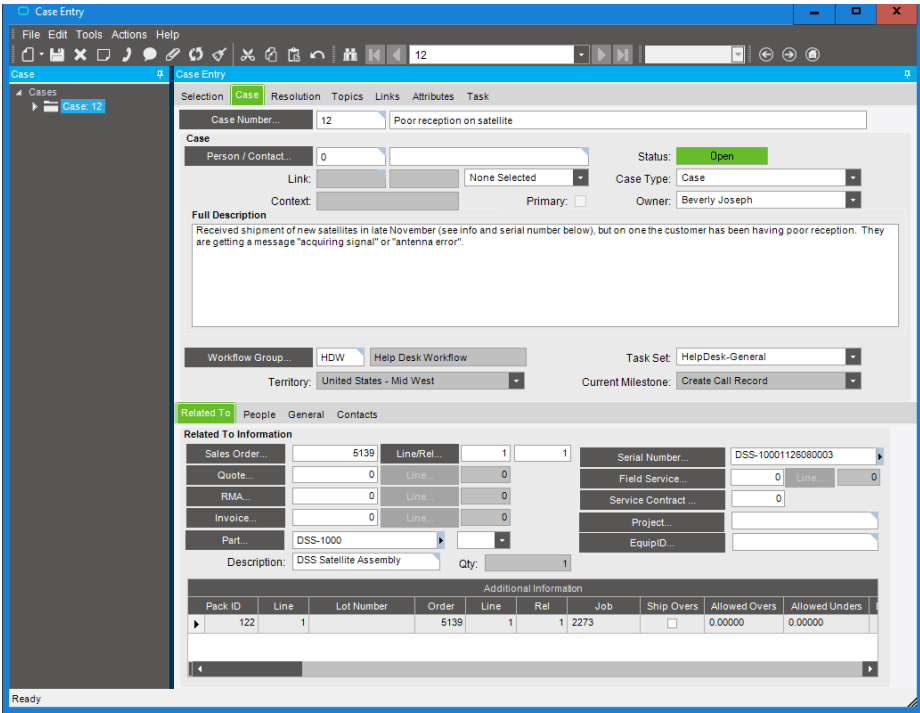 Case Entry
File Edit Tools Actions Help
12
Case
Case Entry
Cases
Case: 12
Selection Case Resolution Topics Links Attributes Task
Case Number... 12 Poor reception on satellite
Case
Person / Contact... 0 Status: Open
Link: None Selected Case Type: Case
Context: Primary: Owner: Beverly Joseph
Full Description
Received shipment of new satellites in late November (see info and serial number below), but on one the customer has been having poor reception. They
are getting a message "acquiring signal" or "antenna error".
Workflow Group... HDW Help Desk Workflow Task Set: HelpDesk-General
Territory: United States - Mid West Current Milestone: Create Call Record
Related To People General Contacts
Related To Information
Sales Order... 5139 Line/Rel... 1 1 Serial Number... DSS-10001126080003
Quote... 0 Line... 0 Field Service... 0 Line... 0
RMA... 0 Line... 0 Service Contract ... 0
Invoice... 0 Line... 0 Project...
Part... DSS-1000 EquipID...
Description: DSS Satellite Assembly Qty: 1
Additional Information
Pack ID Line Lot Number Order Line Rel Job Ship Overs Allowed Overs Allowed Unders
122 1 5139 1 1 2273 0.00000 0.00000
Ready